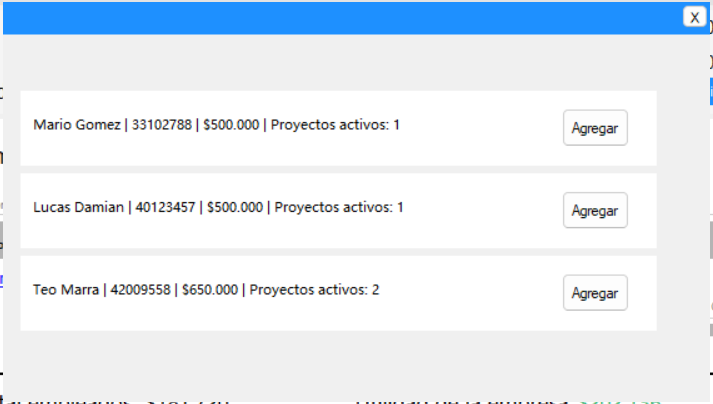 X
Mario Gomez | 33102788 | $500.000 | Proyectos activos: 1
Agregar
Lucas Damian | 40123457 | $500.000 | Proyectos activos: 1
Agregar
Teo Marra | 42009558 | $650.000 | Proyectos activos: 2
Agregar